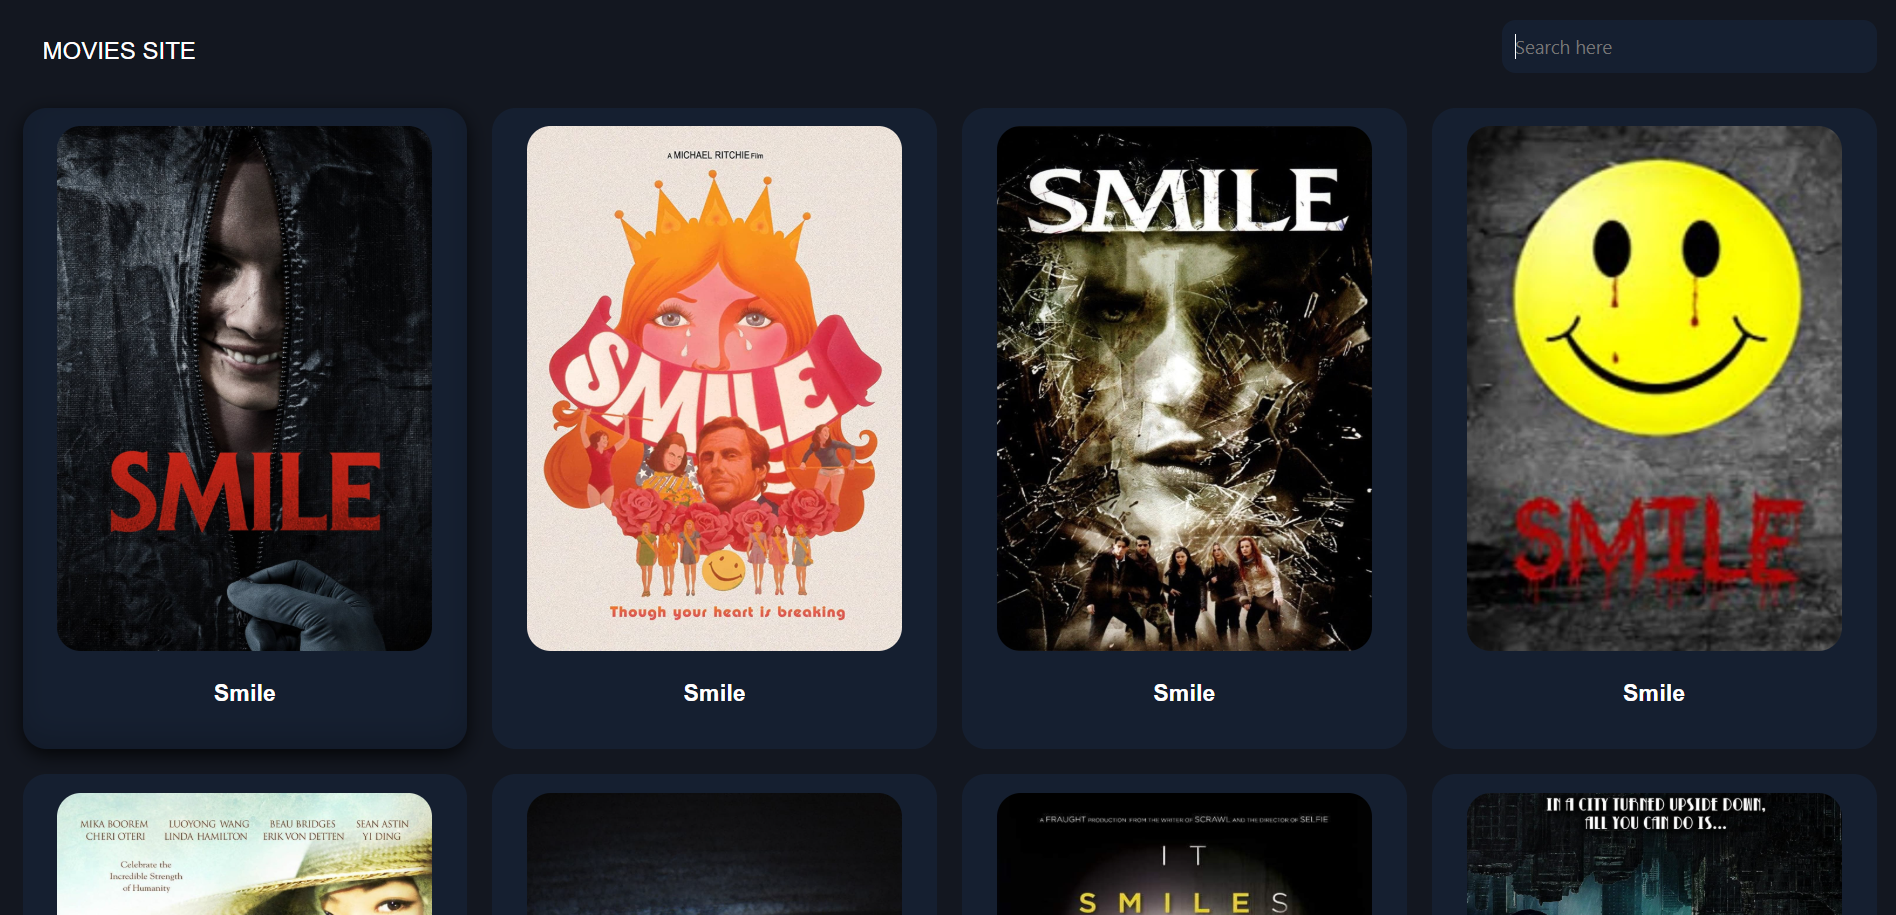 MOVIES SITE
Search here
SMILE
Smile
A MICHAEL RITCHIE Film
SMILE
Though your heart is breaking
Smile
SMILE
Smile
SMILE
Smile
MIKA BOOREM LUOYONG WANG BEAU BRIDGES SEAN ASTIN
CHERI OTERI LINDA HAMILTON ERIK VON DETTEN YI DING
Celebrate the
Incredible Strength
of Humanity
A FRAUGHT PRODUCTION FROM THE WRITER OF SCRAWL AND THE DIRECTOR OF SELFIE
IT
SMILES
IN A CITY TURNED UPSIDE DOWN,
ALL YOU CAN DO IS...